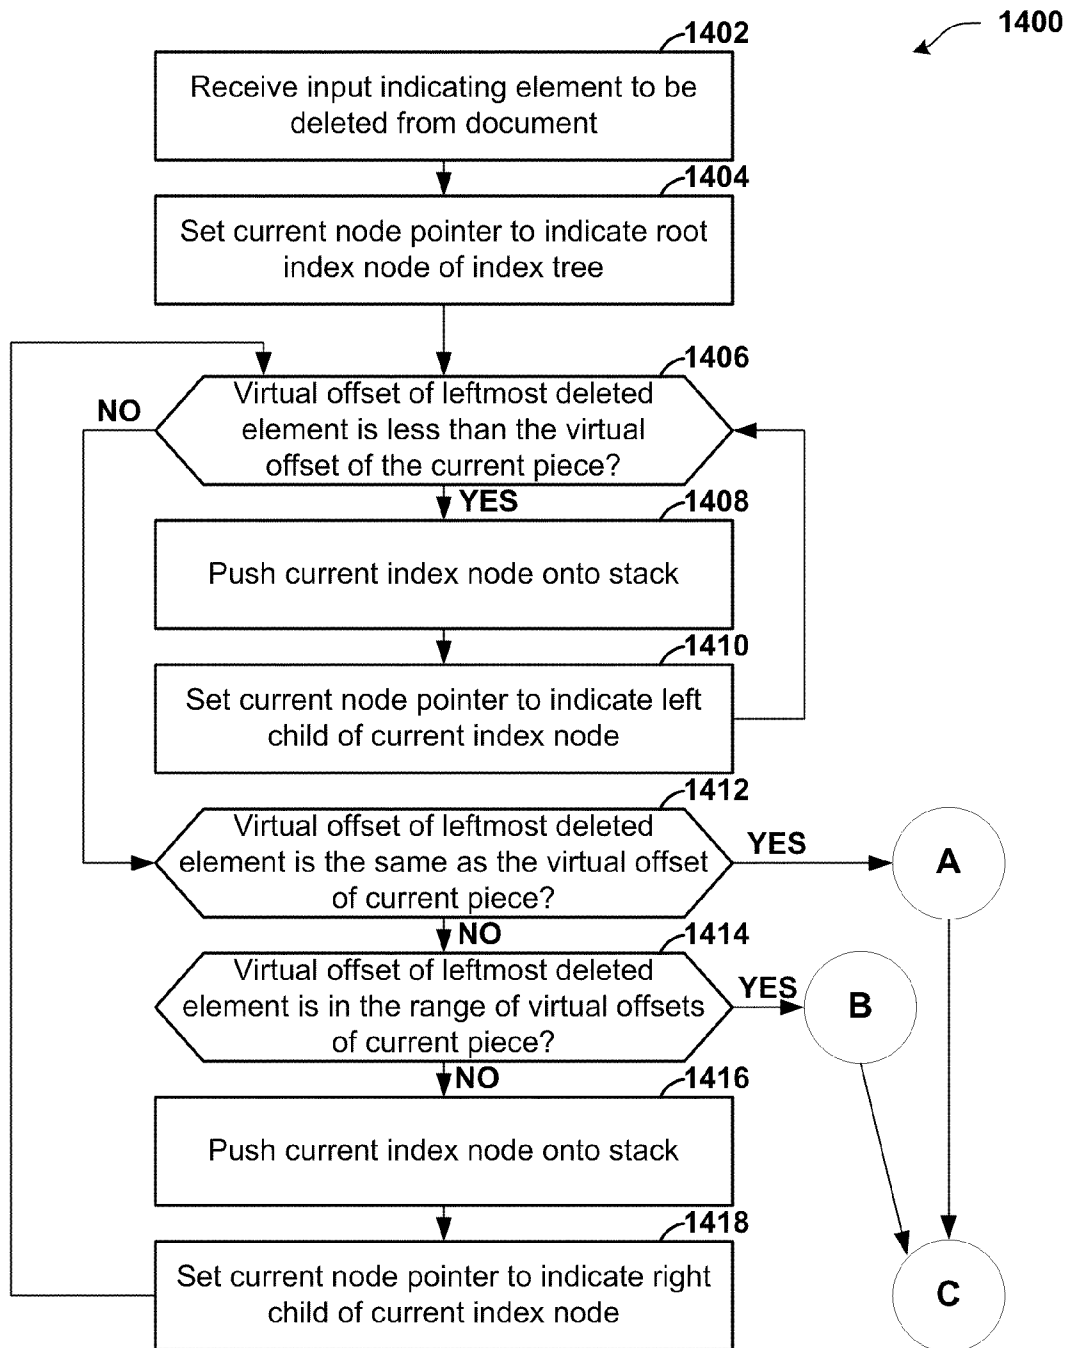 1400
1402
Receive input indicating element to be
deleted from document
1404
Set current node pointer to indicate root
index node of index tree
1406
Virtual offset of leftmost deleted
element is less than the virtual
offset of the current piece?
NO
YES
1408
Push current index node onto stack
1410
Set current node pointer to indicate left
child of current index node
1412
Virtual offset of leftmost deleted
element is the same as the virtual offset
of current piece?
YES
A
NO
1414
Virtual offset of leftmost deleted
element is in the range of virtual offsets
of current piece?
YES
B
NO
1416
Push current index node onto stack
1418
Set current node pointer to indicate right
child of current index node
C